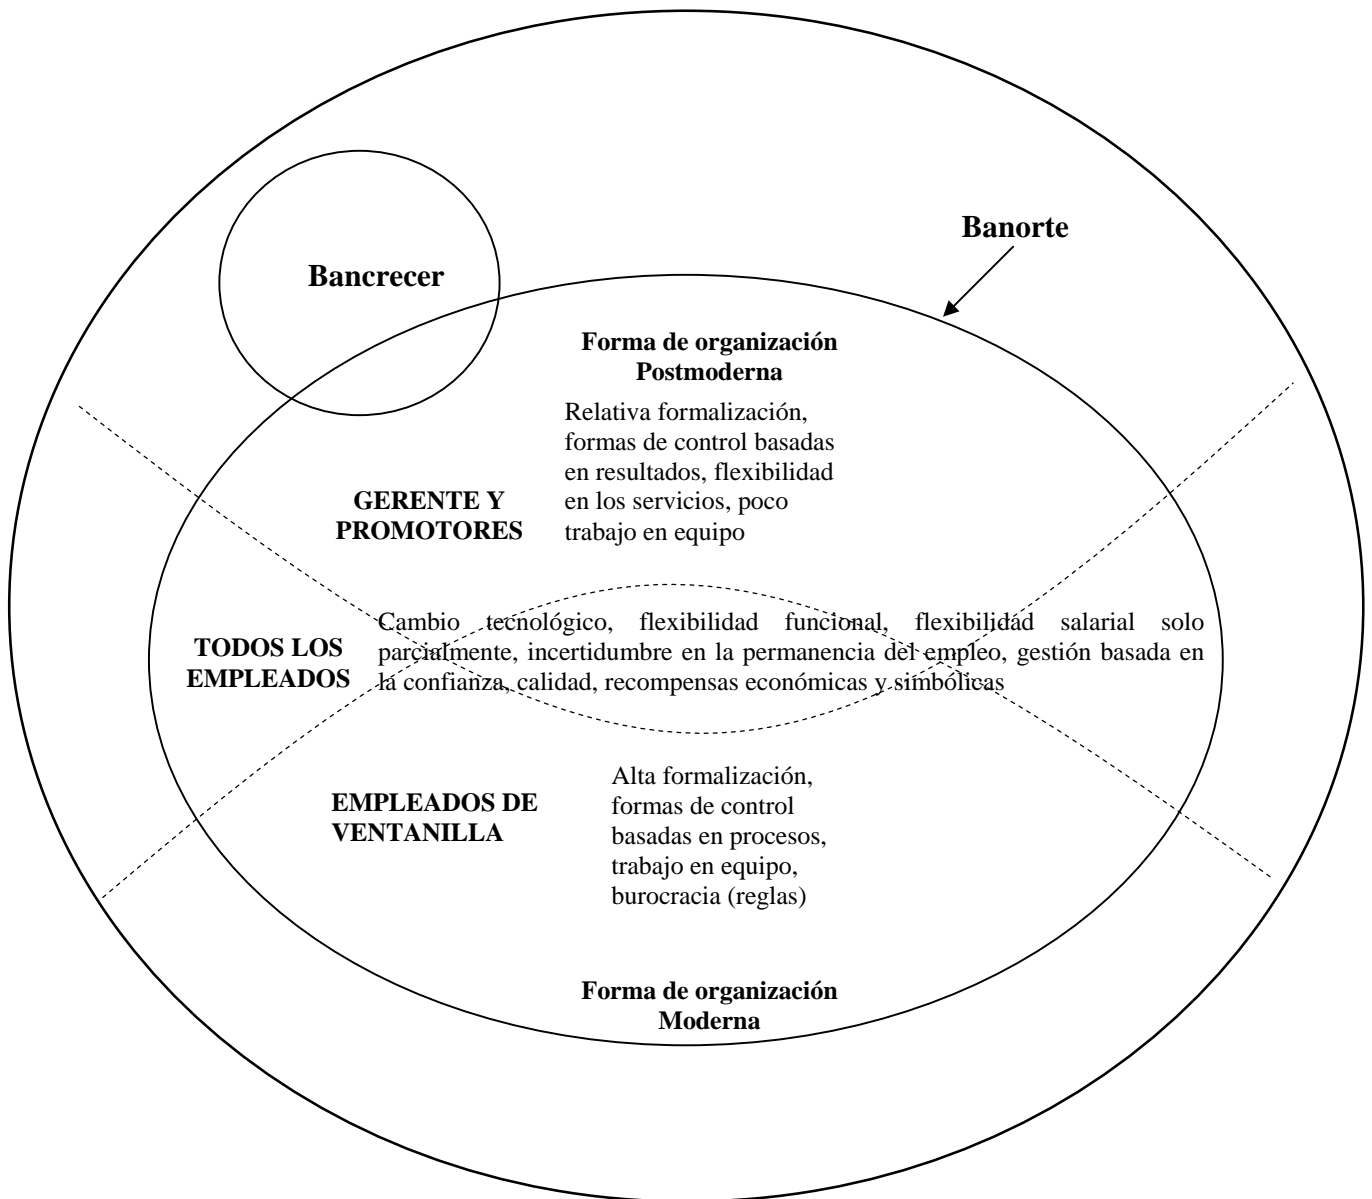 Banorte
Bancrecer
Forma de organización
Postmoderna
Relativa formalización,
formas de control basadas
en resultados, flexibilidad
en los servicios, poco
trabajo en equipo
GERENTE Y
PROMOTORES
Cambio tecnológico, flexibilidad funcional, flexibilidad salarial solo
parcialmente, incertidumbre en la permanencia del empleo, gestión basada en
la confianza, calidad, recompensas económicas y simbólicas
TODOS LOS
EMPLEADOS
Alta formalización,
formas de control
basadas en procesos,
trabajo en equipo,
burocracia (reglas)
EMPLEADOS DE
VENTANILLA
Forma de organización
Moderna